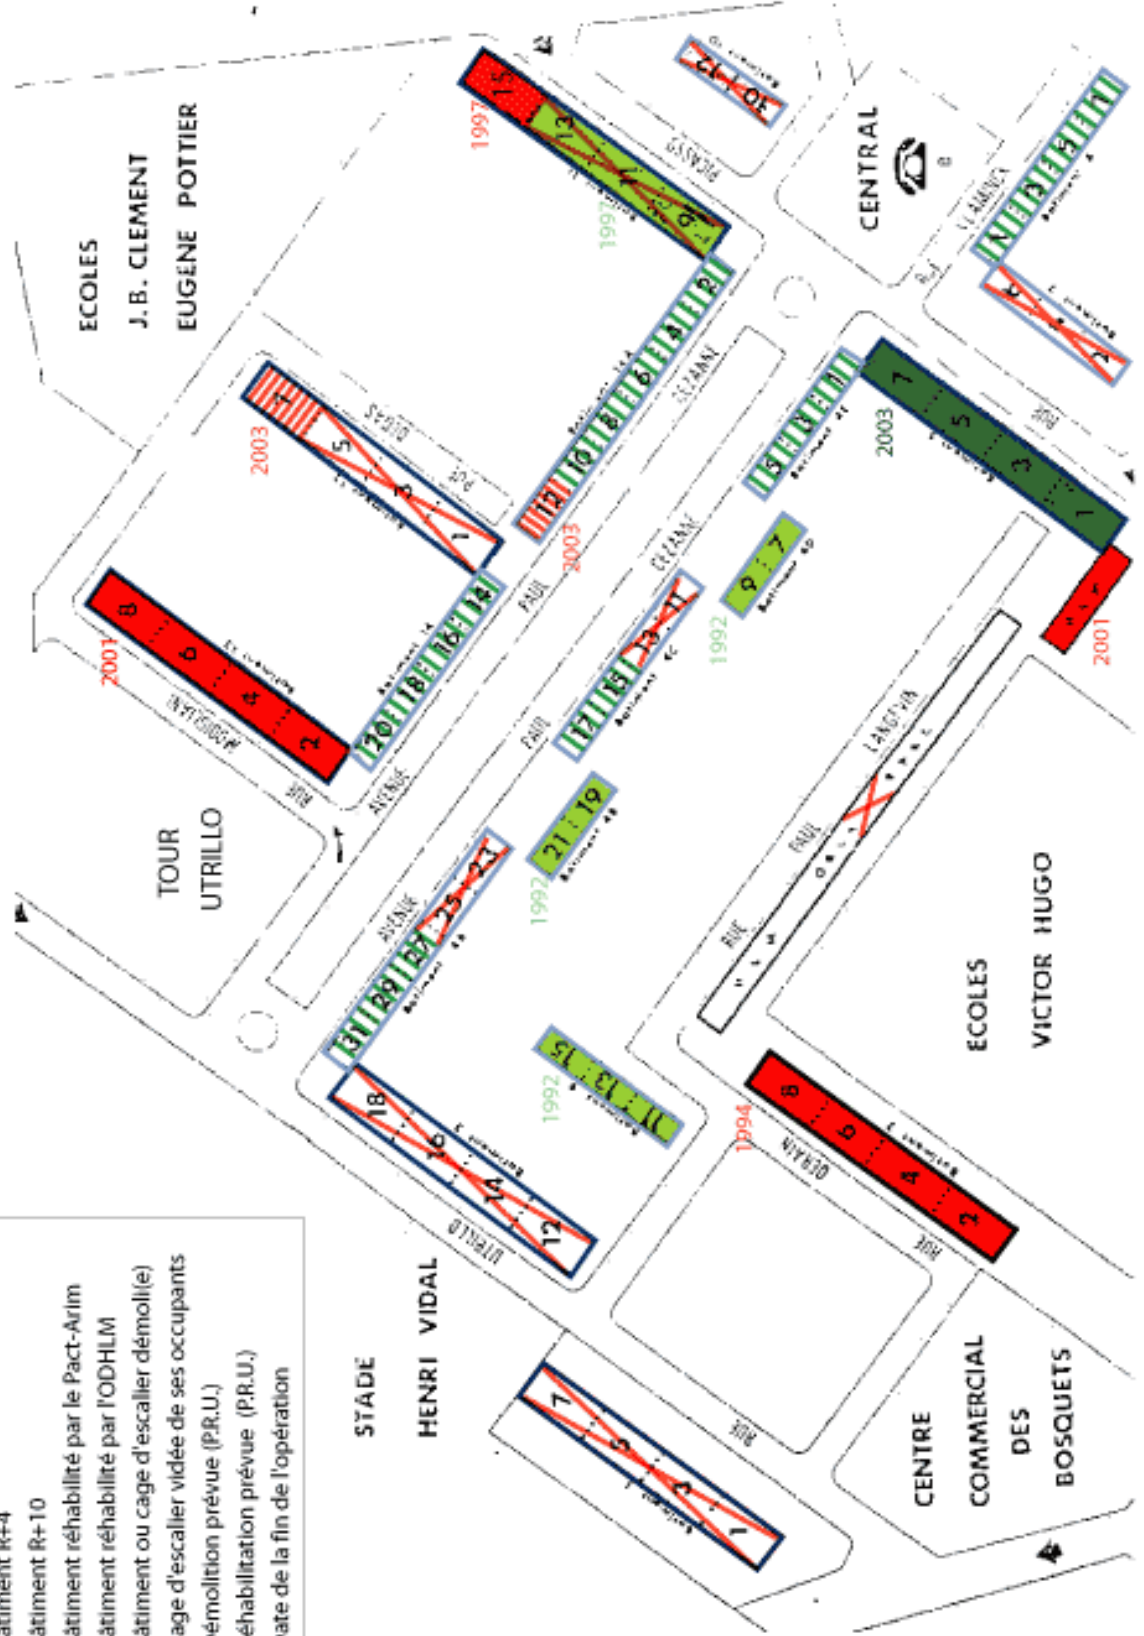 ECOLES
J.B. CLEMENT
EUGENE POTTIER
TOUR
UTRILLO
STADE
HENRI VIDAL
CENTRE
COMMERCIAL
DES
BOSQUETS
ECOLES
VICTOR HUGO
CENTRAL
âtiment R+4
âtiment R+10
âtiment réhabilité par le Pact-Arim
âtiment réhabilité par l'ODHLM
âtiment ou cage d'escalier démoli(e)
age d'escalier vidée de ses occupants
émolition prévue (P.R.U.)
éhabilitation prévue (P.R.U.)
ate de la fin de l'opération
RUE MODIGLIANI
2001
8
6
4
2
20
18
16
14
RUE DEGAS
2003
5
3
1
1997
15
13
11
1997
PICASSO
10
12
12
10
8
6
4
2
2003
AVENUE PAUL CEZANNE
AVENUE PAUL CEZANNE
31
29
27
25
23
1992
21
19
17
15
13
11
1992
9
7
5
3
1
2003
7
5
3
1
RUE
2001
RUE PAUL LANGEVIN
1992
15
13
11
18
16
14
12
RUE UTRILLO
7
5
3
1
1994
8
6
4
2
RUE DERAIN